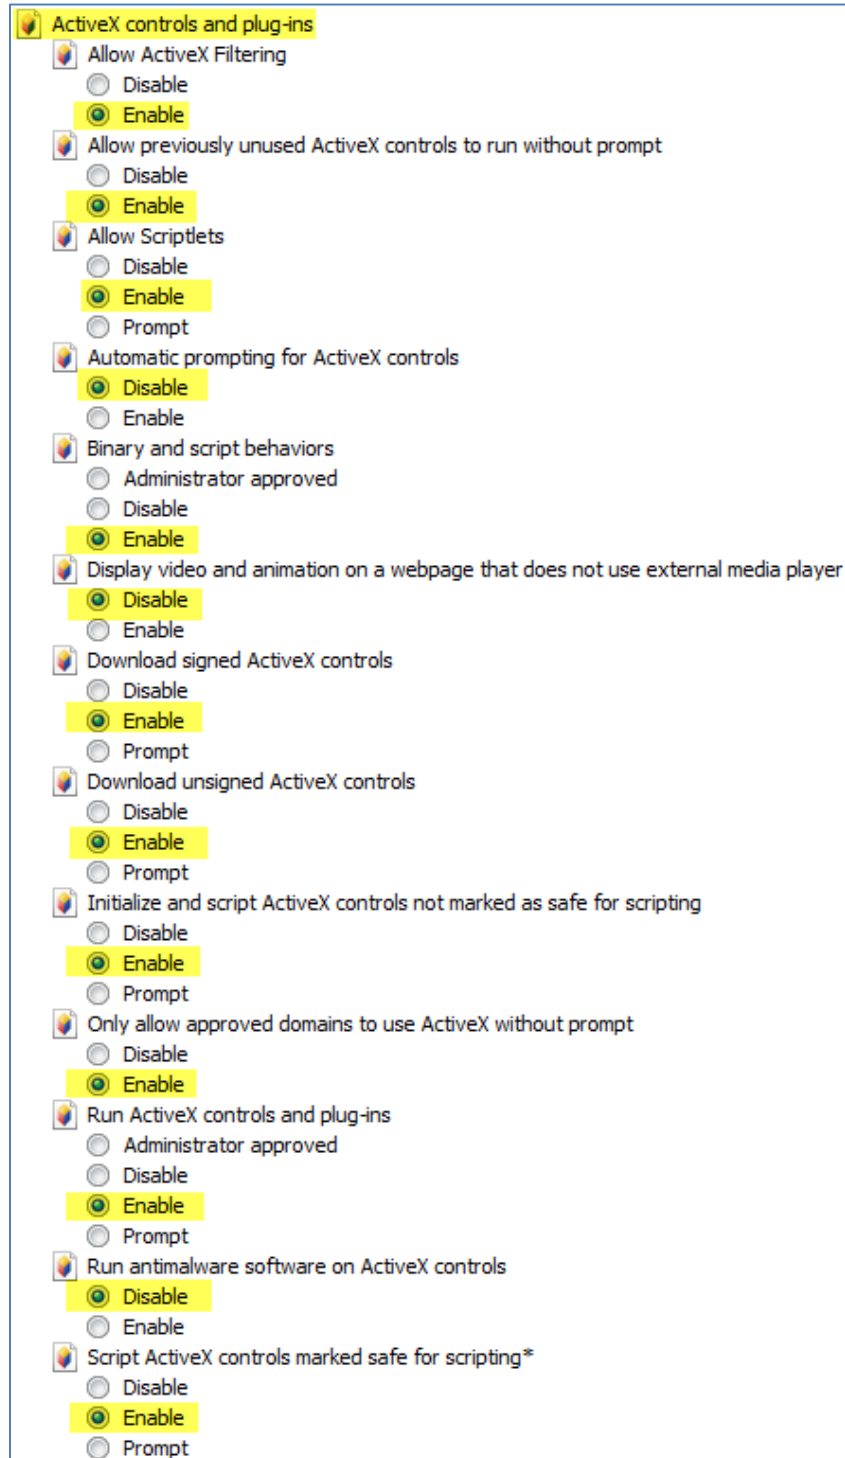 ActiveX controls and plug-ins
Allow ActiveX Filtering
Disable
Enable
Allow previously unused ActiveX controls to run without prompt
Disable
Enable
Allow Scriptlets
Disable
Enable
Prompt
Automatic prompting for ActiveX controls
Disable
Enable
Binary and script behaviors
Administrator approved
Disable
Enable
Display video and animation on a webpage that does not use external media player
Disable
Enable
Download signed ActiveX controls
Disable
Enable
Prompt
Download unsigned ActiveX controls
Disable
Enable
Prompt
Initialize and script ActiveX controls not marked as safe for scripting
Disable
Enable
Prompt
Only allow approved domains to use ActiveX without prompt
Disable
Enable
Run ActiveX controls and plug-ins
Administrator approved
Disable
Enable
Prompt
Run antimalware software on ActiveX controls
Disable
Enable
Script ActiveX controls marked safe for scripting*
Disable
Enable
Prompt